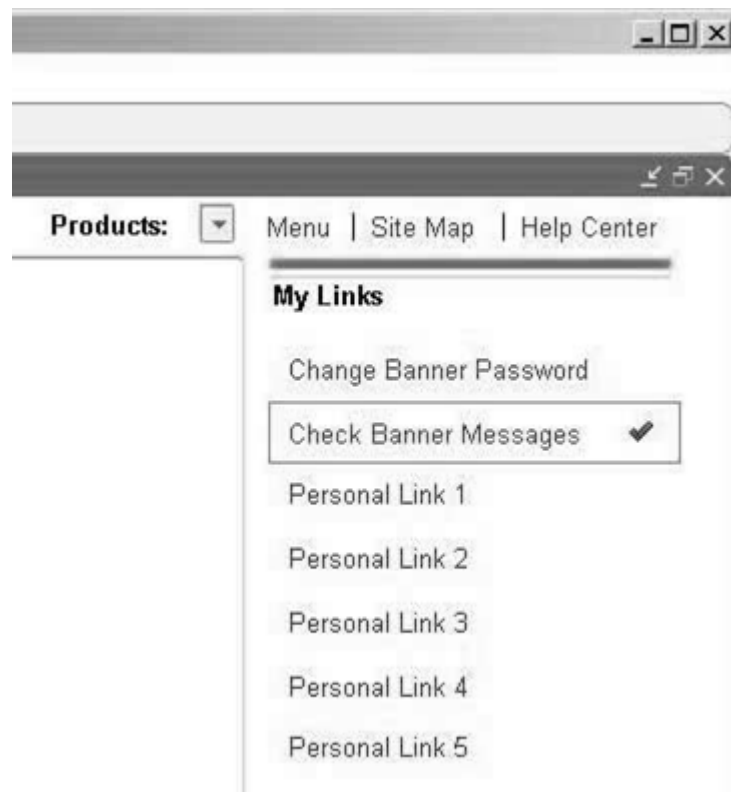 Products: Menu | Site Map | Help Center
My Links
Change Banner Password
Check Banner Messages
Personal Link 1
Personal Link 2
Personal Link 3
Personal Link 4
Personal Link 5